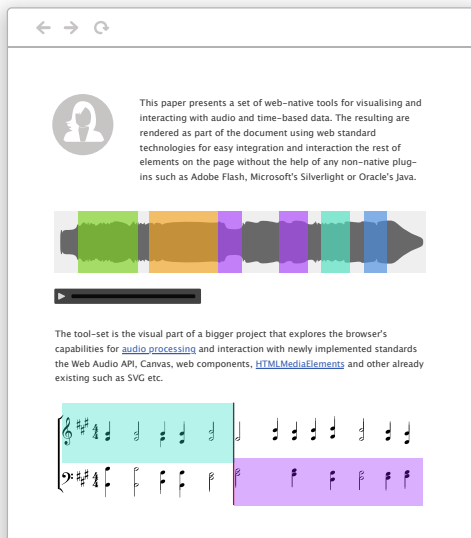 This paper presents a set of web-native tools for visualising and
interacting with audio and time-based data. The resulting are
rendered as part of the document using web standard
technologies for easy integration and interaction the rest of
elements on the page without the help of any non-native plug-
ins such as Adobe Flash, Microsoft's Silverlight or Oracle's Java.
The tool-set is the visual part of a bigger project that explores the browser's
capabilities for audio processing and interaction with newly implemented standards
the Web Audio API, Canvas, web components, HTMLMediaElements and other already
existing such as SVG etc.